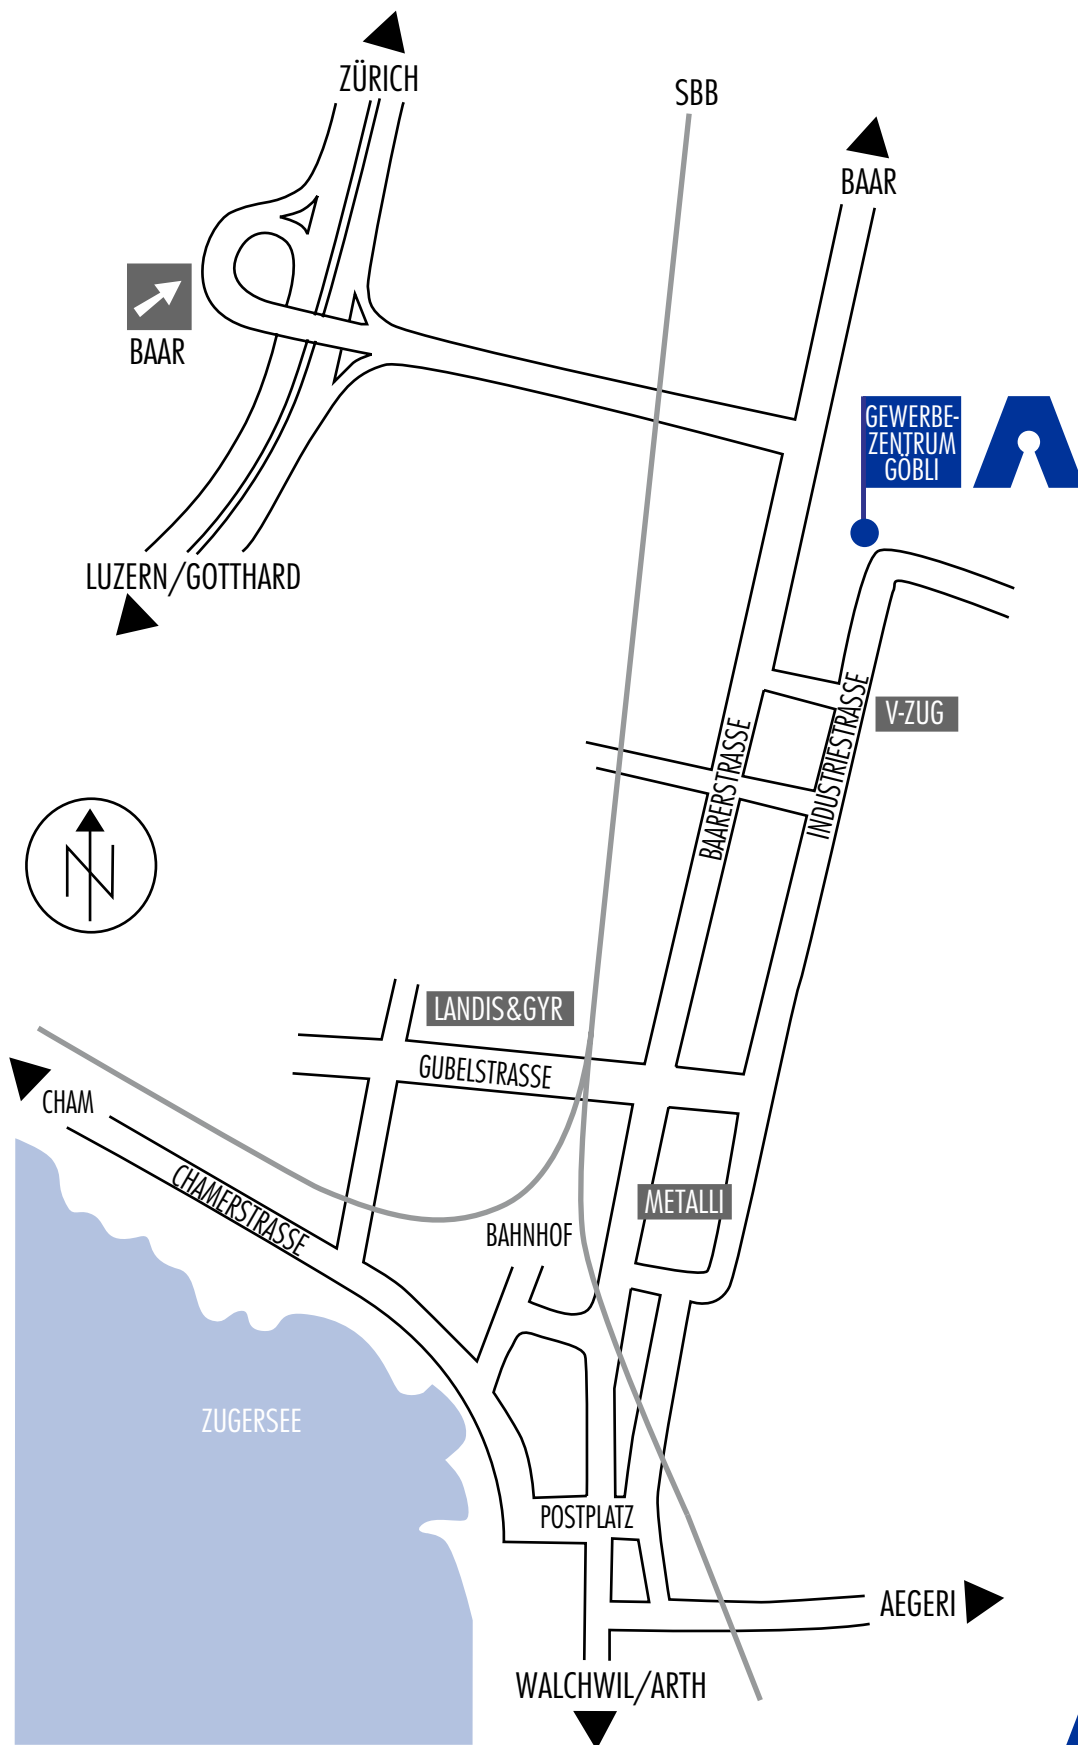 ZÜRICH
SBB
BAAR
BAAR
GEWERBE-
ZENTRUM
GÖBLI
LUZERN/GOTTHARD
V-ZUG
INDUSTRIESTRASSE
BAARERSTRASSE
N
LANDIS&GYR
GUBELSTRASSE
CHAM
CHAMERSTRASSE
METALLI
BAHNHOF
ZUGERSEE
POSTPLATZ
AEGERI
WALCHWIL/ARTH